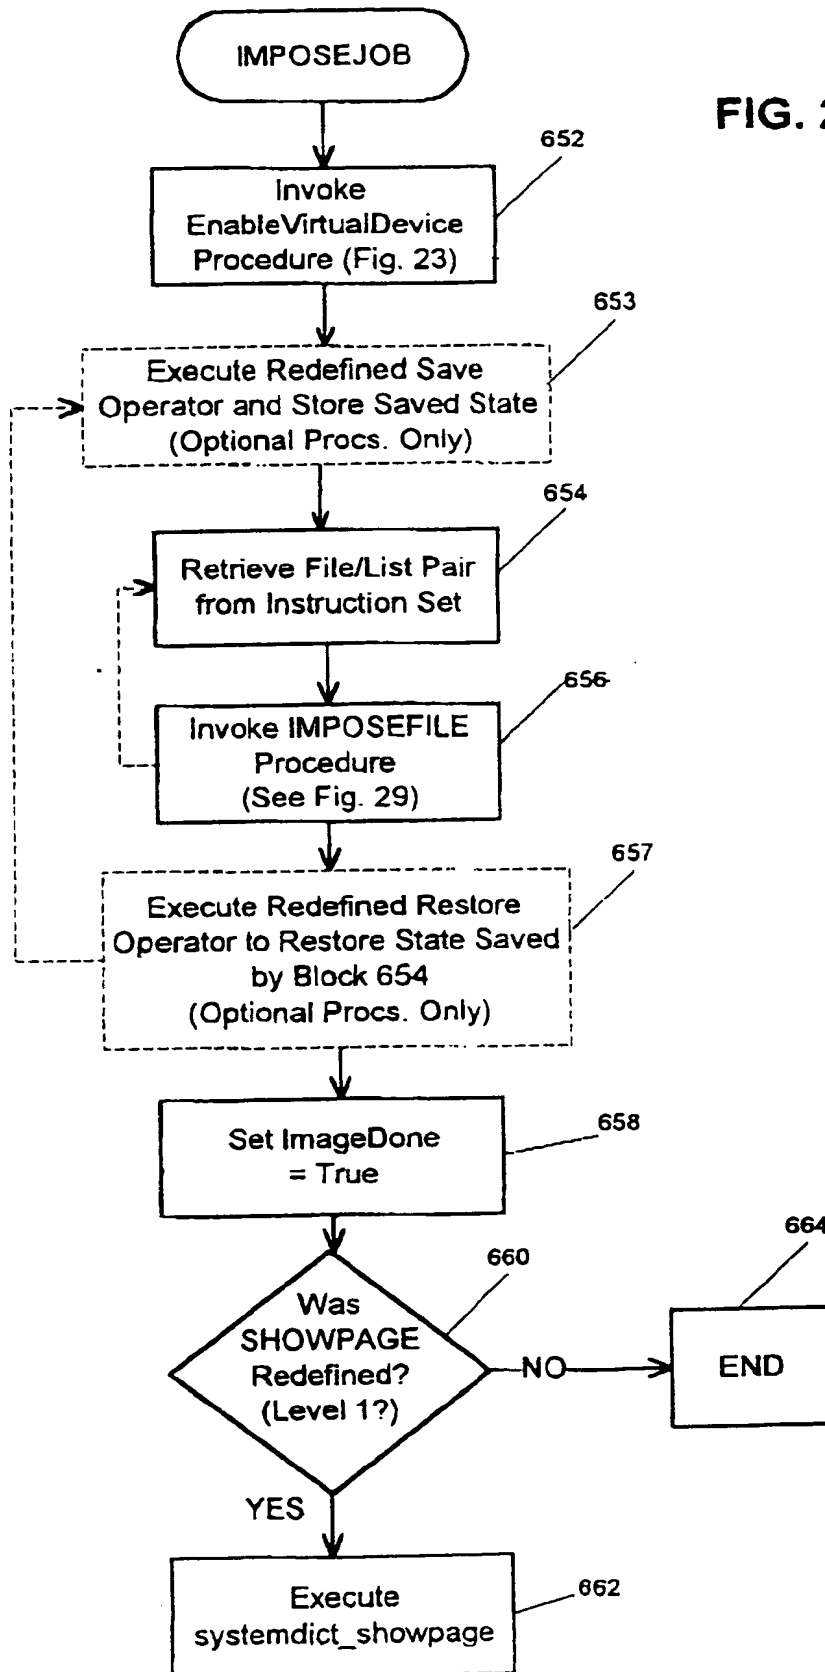 IMPOSEJOB
FIG. 2
652
Invoke
EnableVirtualDevice
Procedure (Fig. 23)
653
Execute Redefined Save
Operator and Store Saved State
(Optional Procs. Only)
654
Retrieve File/List Pair
from Instruction Set
656
Invoke IMPOSEFILE
Procedure
(See Fig. 29)
657
Execute Redefined Restore
Operator to Restore State Saved
by Block 654
(Optional Procs. Only)
658
Set ImageDone
= True
660
Was
SHOWPAGE
Redefined?
(Level 1?)
NO
664
END
YES
662
Execute
systemdict_showpage